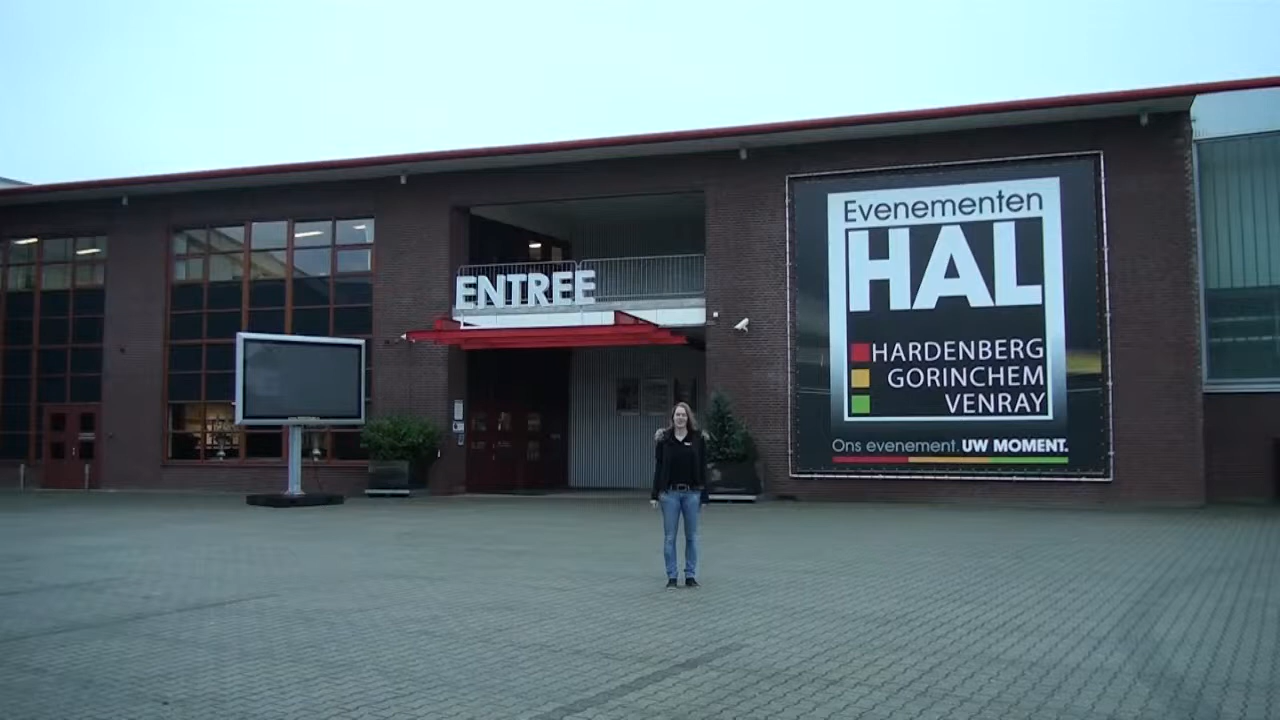 ENTREE
Evenementen
HAL
HARDENBERG
GORINCHEM
VENRAY
Ons evenement. UW MOMENT.